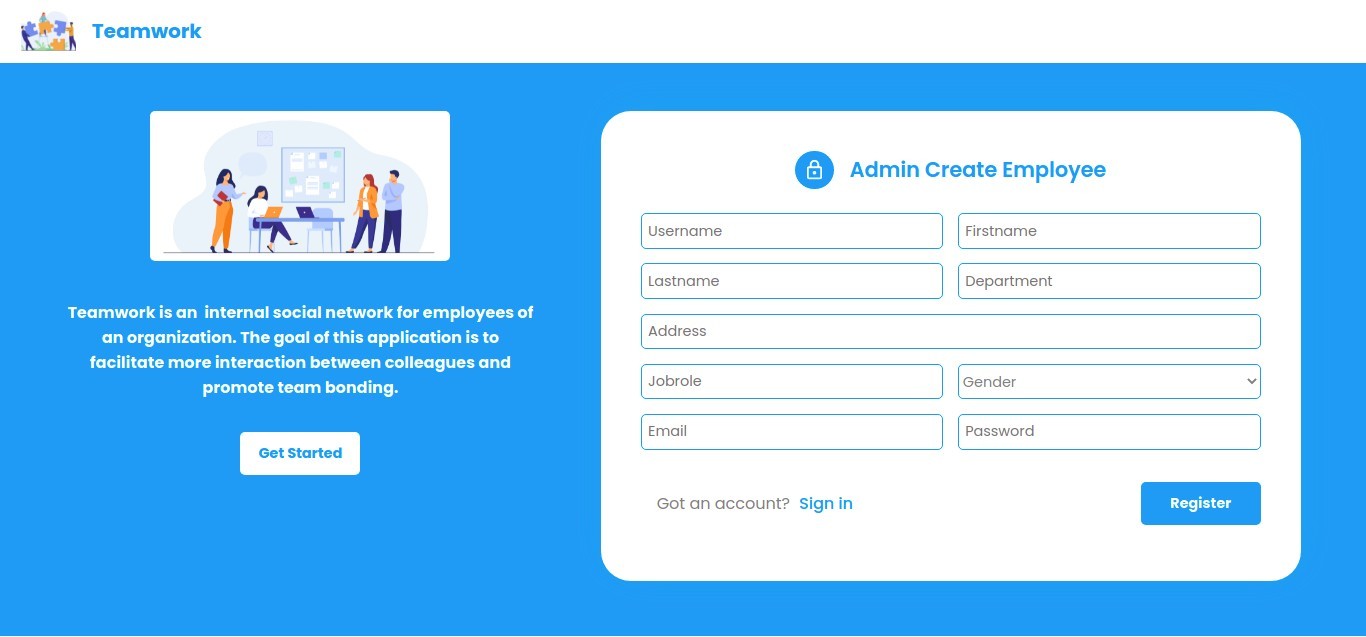 Teamwork
Teamwork is an  internal social network for employees of
an organization. The goal of this application is to
facilitate more interaction between colleagues and
promote team bonding.
Get Started
Admin Create Employee
Username
Firstname
Lastname
Department
Address
Jobrole
Gender
Email
Password
Got an account? Sign in
Register